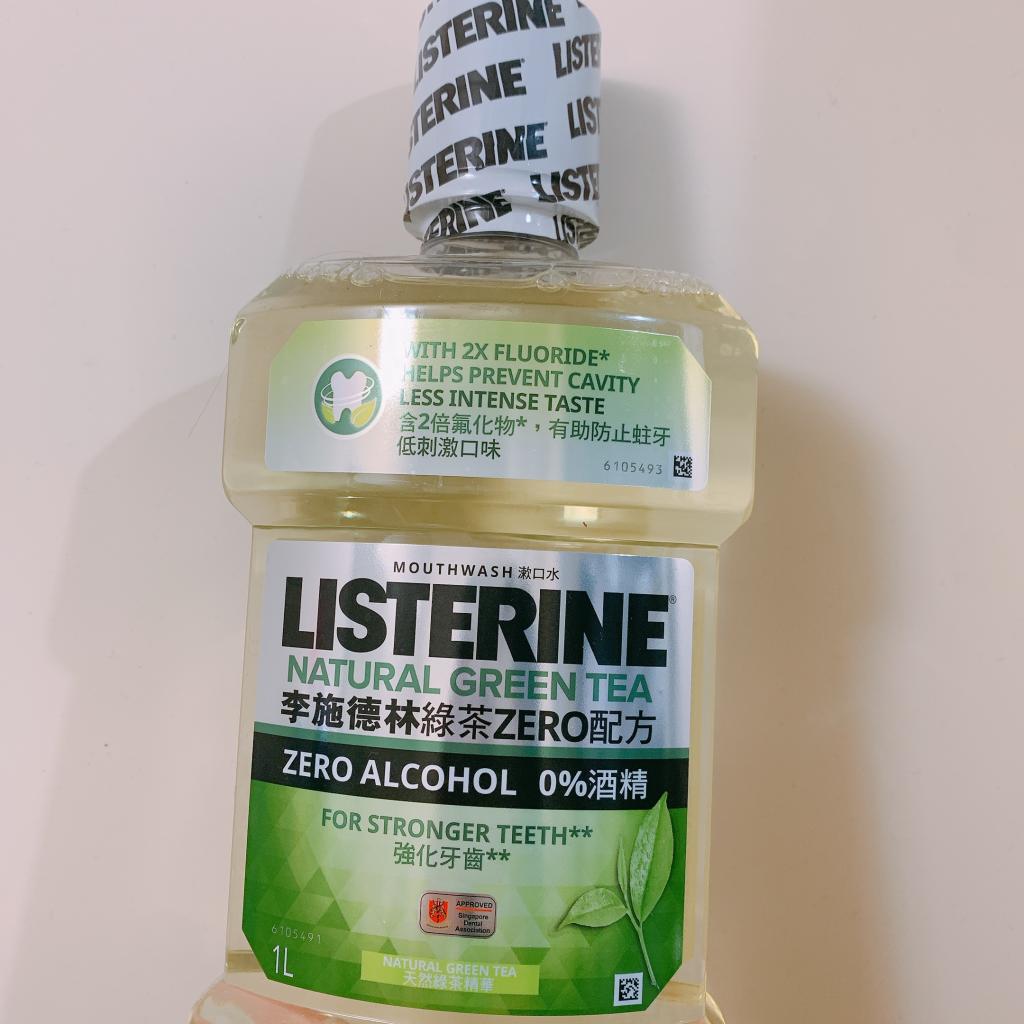 LISTERINE
LISTE
LISTERINE
LIST
LISTERINE
LISTE
WITH 2X FLUORIDE*
HELPS PREVENT CAVITY
LESS INTENSE TASTE
含2倍氟化物*，有助防止蛀牙
低刺激口味
6105493
MOUTHWASH 漱口水
LISTERINE®
NATURAL GREEN TEA
李施德林綠茶ZERO配方
ZERO ALCOHOL 0%酒精
FOR STRONGER TEETH**
強化牙齒**
APPROVED
Singapore
Dental
Association
6105491
1L
NATURAL GREEN TEA
天然綠茶精華